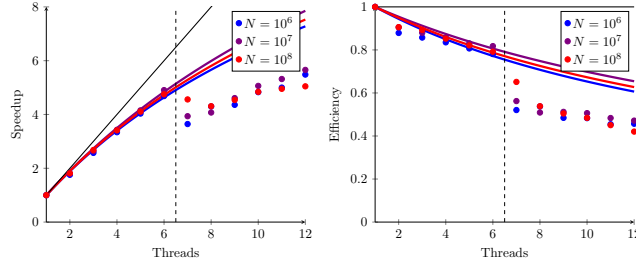 8
6
4
2
0
2
4
6
8
10
12
Threads
Speedup
N = 10^6
N = 10^7
N = 10^8
1
0.8
0.6
0.4
0.2
0
2
4
6
8
10
12
Threads
Efficiency
N = 10^6
N = 10^7
N = 10^8